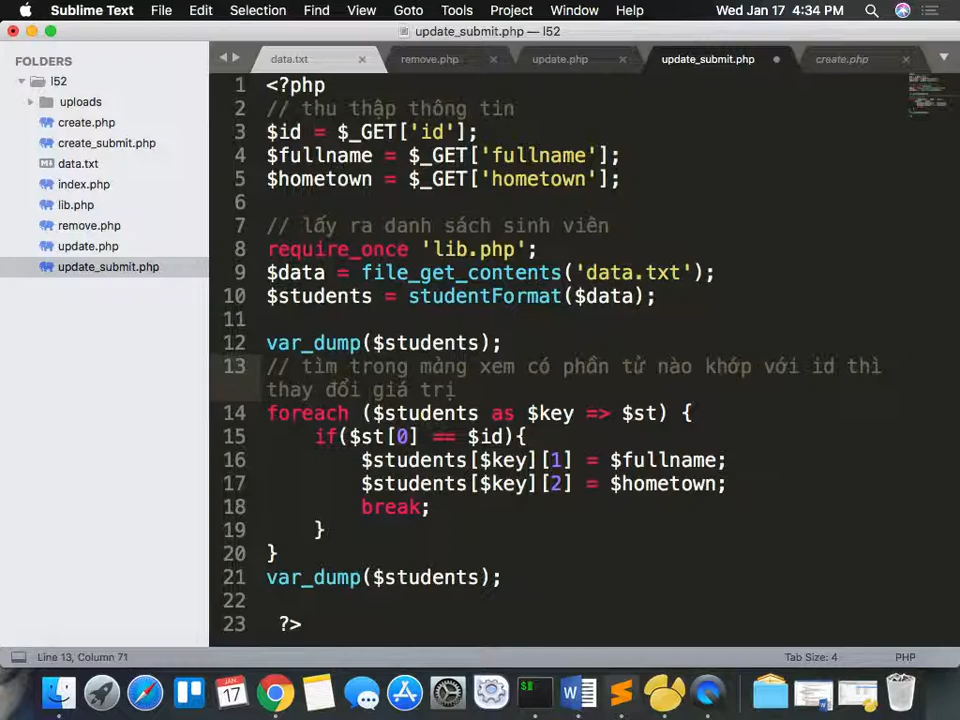 Sublime Text File Edit Selection Find View Goto Tools Project Window Help Wed Jan 17 4:34 PM
update_submit.php — l52
FOLDERS
l52
uploads
create.php
create_submit.php
data.txt
index.php
lib.php
remove.php
update.php
update_submit.php
data.txt remove.php update.php update_submit.php create.php
1 <?php
2 // thu thập thông tin
3 $id = $_GET['id'];
4 $fullname = $_GET['fullname'];
5 $hometown = $_GET['hometown'];
6
7 // lấy ra danh sách sinh viên
8 require_once 'lib.php';
9 $data = file_get_contents('data.txt');
10 $students = studentFormat($data);
11
12 var_dump($students);
13 // tìm trong mảng xem có phần tử nào khớp với id thì
thay đổi giá trị
14 foreach ($students as $key => $st) {
15 if($st[0] == $id){
16 $students[$key][1] = $fullname;
17 $students[$key][2] = $hometown;
18 break;
19 }
20 }
21 var_dump($students);
22
23 ?>
Line 13, Column 71 Tab Size: 4 PHP
JAN
17